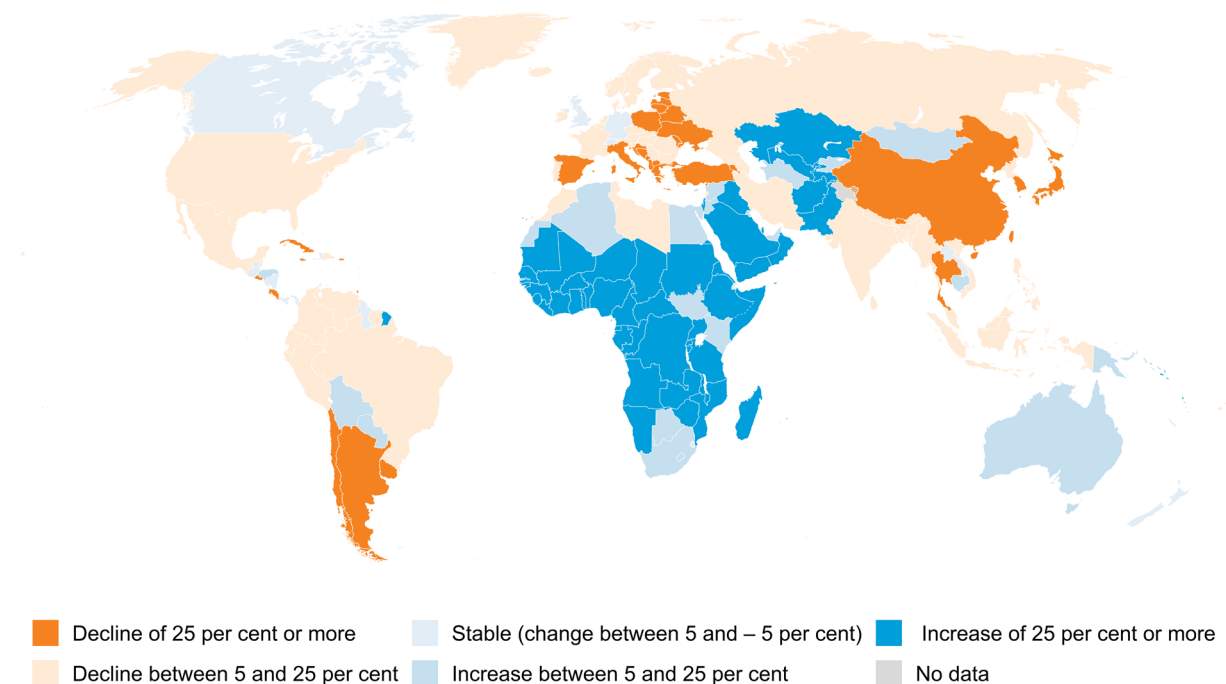 Decline of 25 per cent or more
Stable (change between 5 and – 5 per cent)
Increase of 25 per cent or more
Decline between 5 and 25 per cent
Increase between 5 and 25 per cent
No data